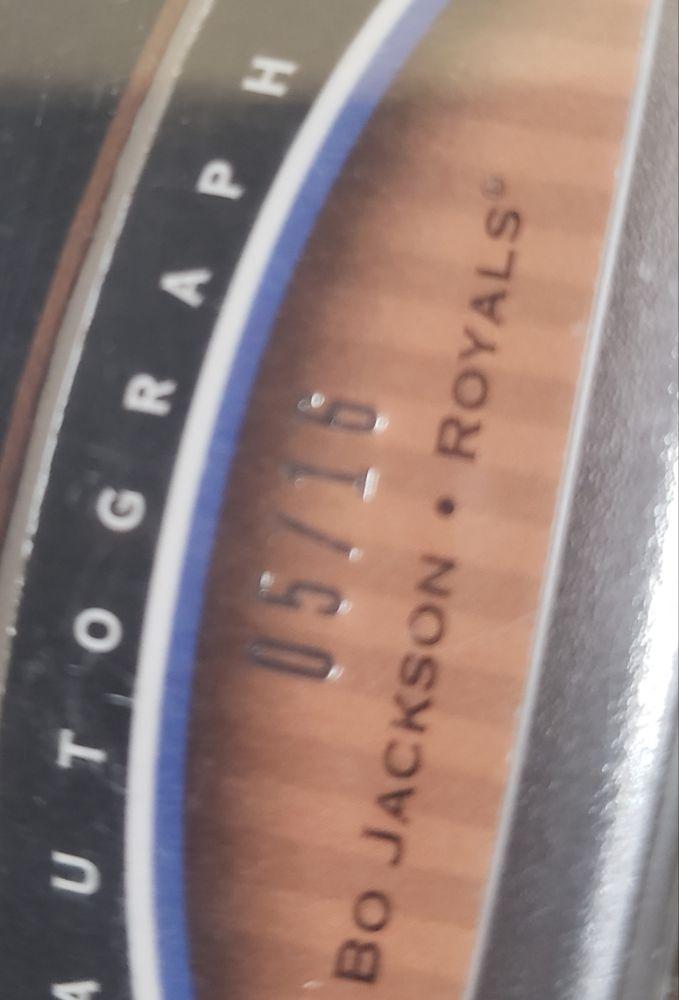 AUTOGRAPH
05/16
BO JACKSON • ROYALS®